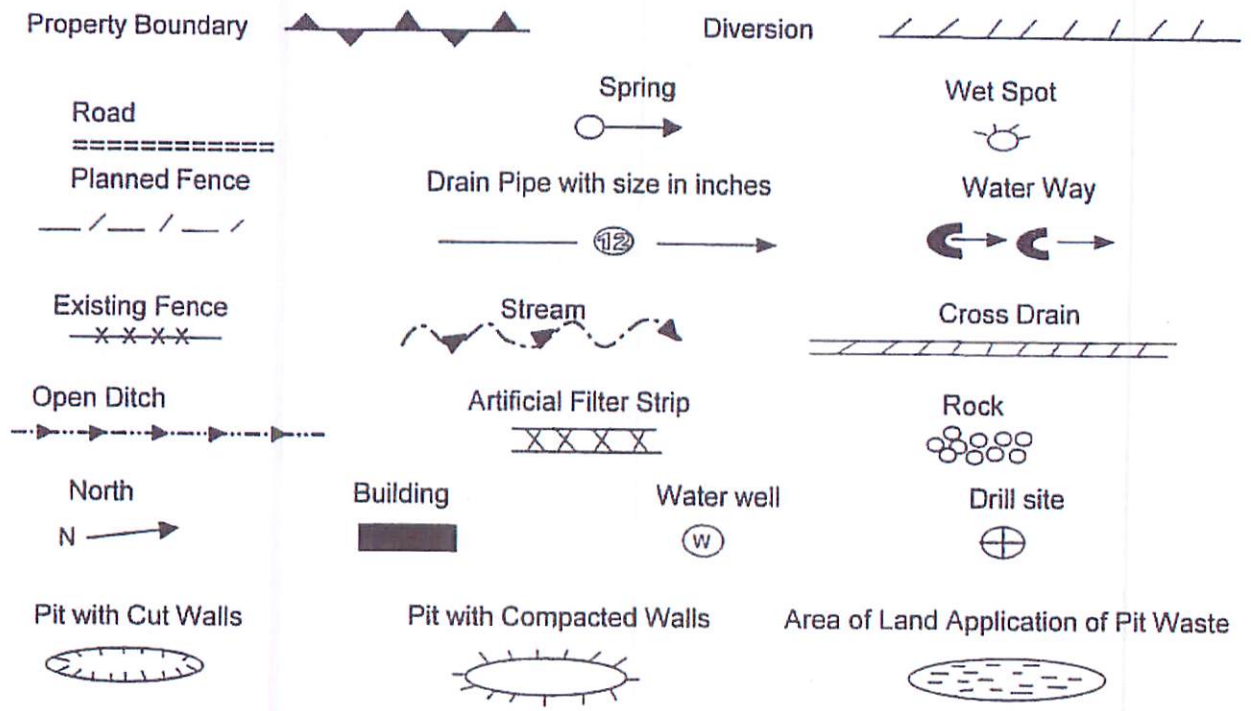 Property Boundary
Diversion
Spring
Wet Spot
Road
Planned Fence
Drain Pipe with size in inches
Water Way
12
Existing Fence
Stream
Cross Drain
Open Ditch
Artificial Filter Strip
Rock
North
Building
Water well
Drill site
N
W
Pit with Cut Walls
Pit with Compacted Walls
Area of Land Application of Pit Waste